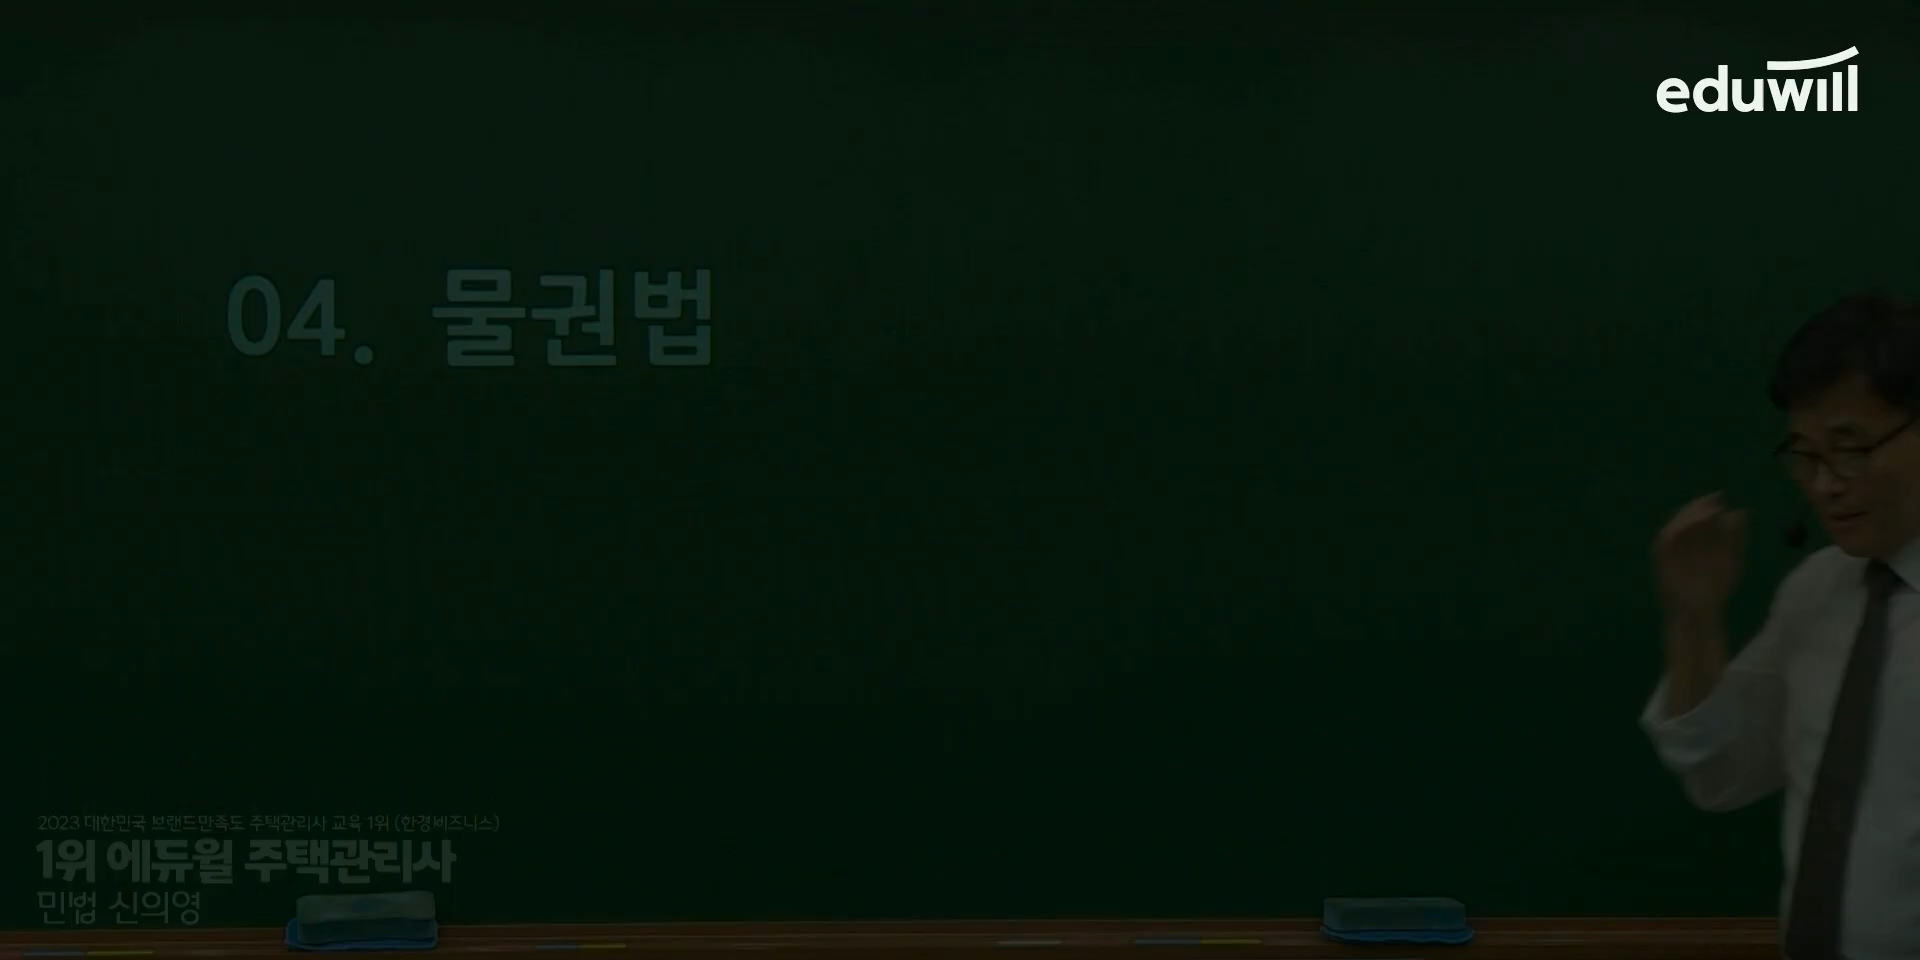 eduwill
04. 물권법
2023 대한민국 브랜드만족도 주택관리사 교육 1위 (한경비즈니스)
1위 에듀윌 주택관리사
민법 신의영